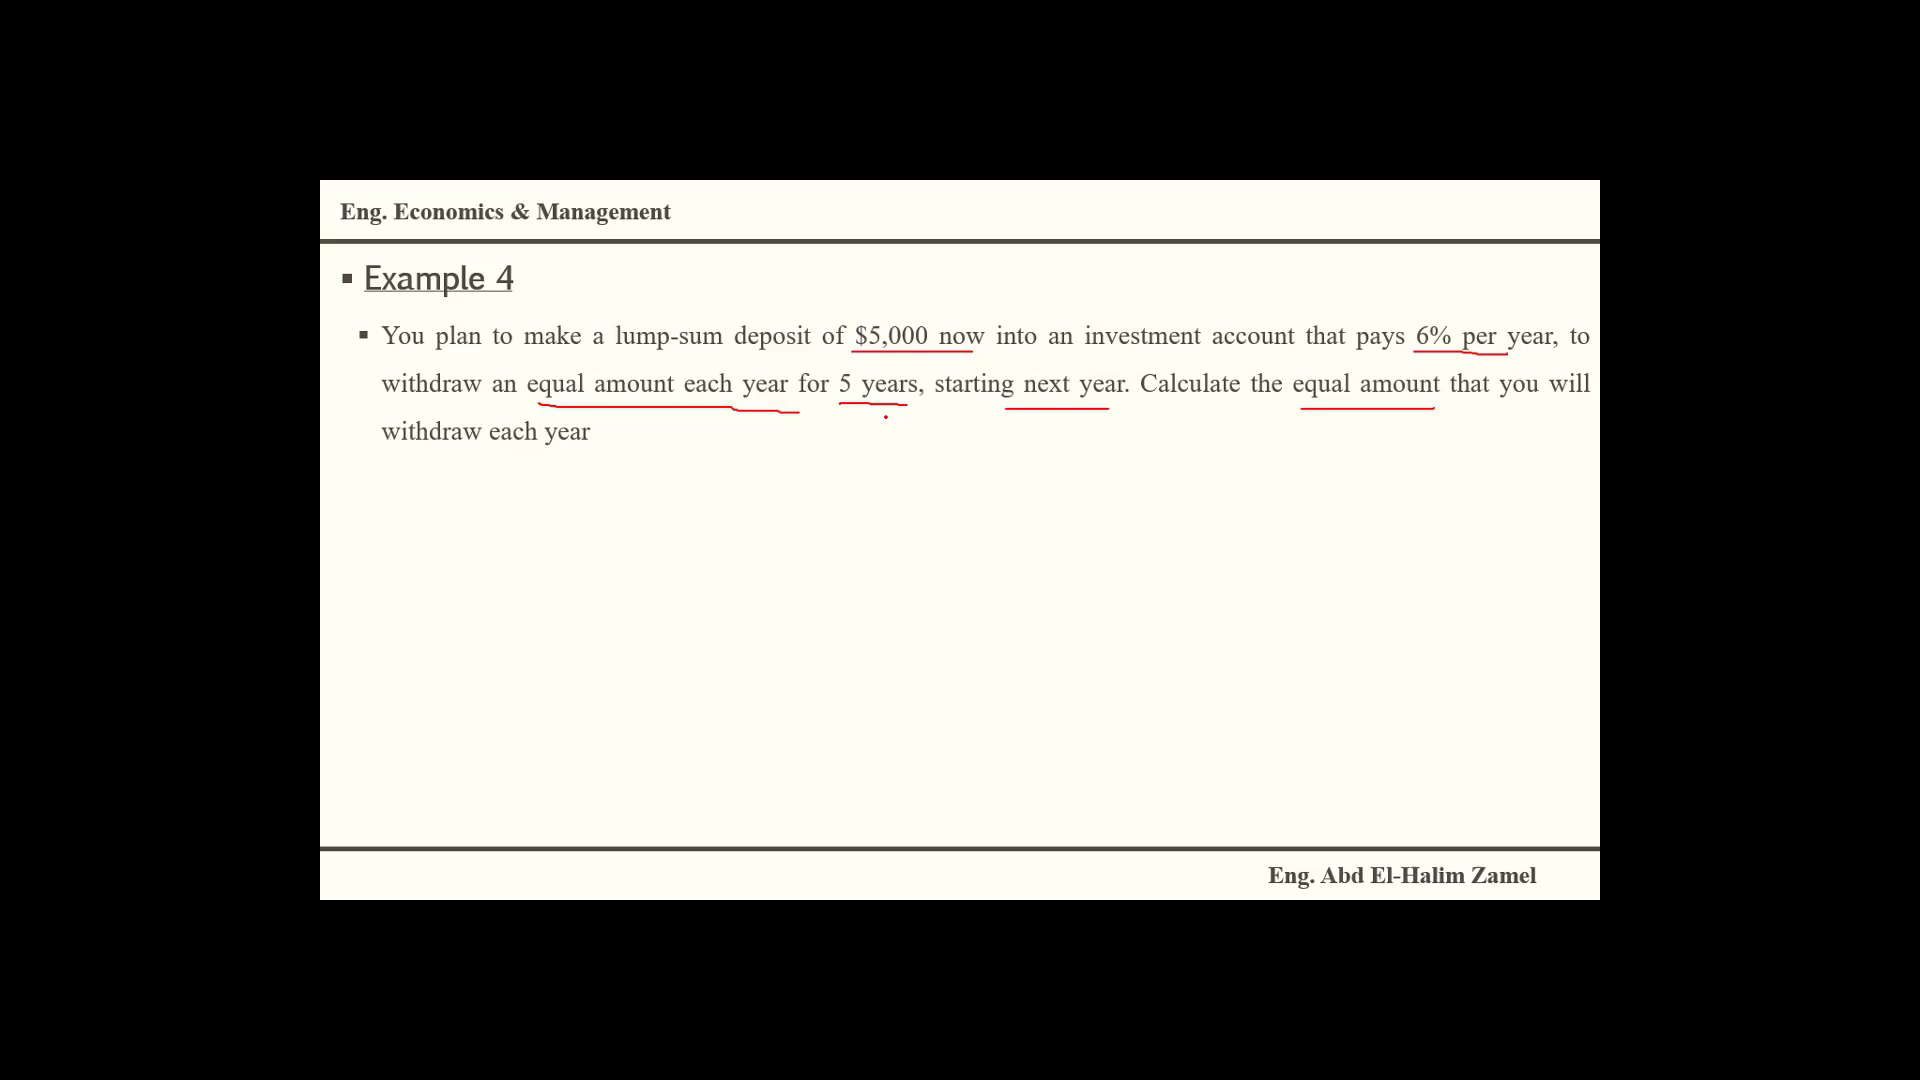 Eng. Economics & Management
▪ Example 4
▪ You plan to make a lump-sum deposit of $5,000 now into an investment account that pays 6% per year, to
withdraw an equal amount each year for 5 years, starting next year. Calculate the equal amount that you will
withdraw each year
Eng. Abd El-Halim Zamel